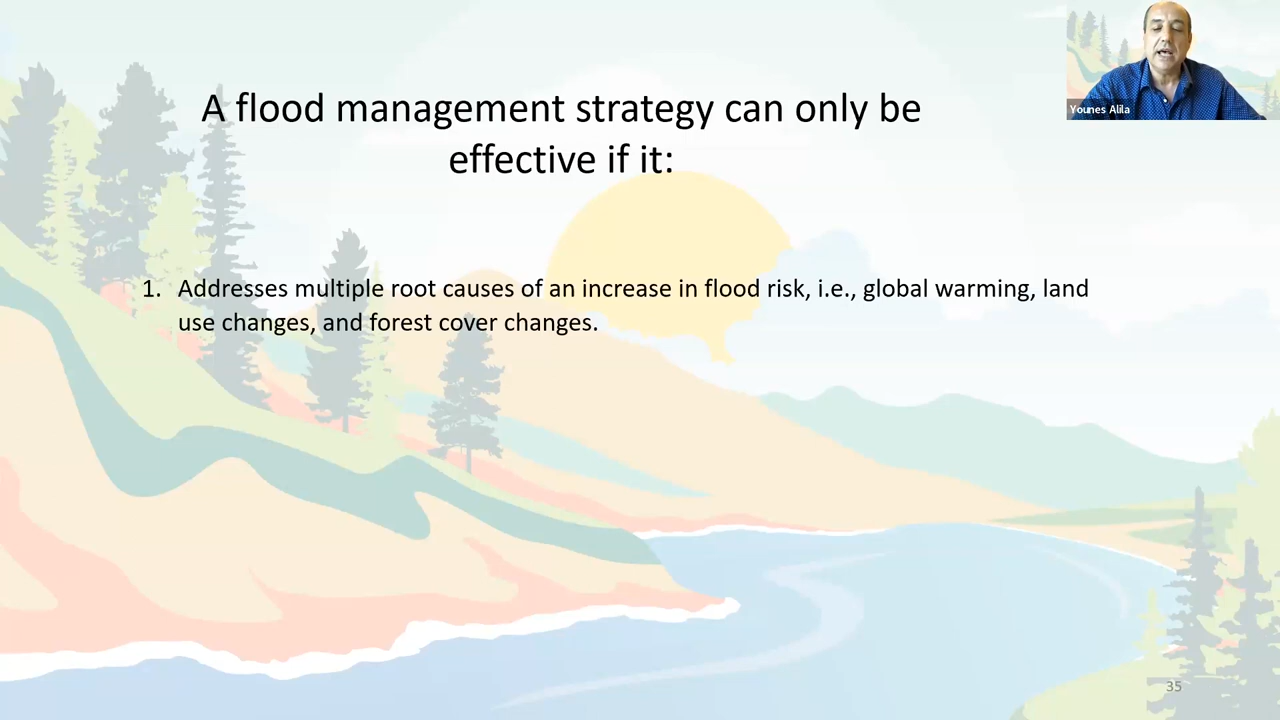 A flood management strategy can only be
effective if it:
Younes Alila
1. Addresses multiple root causes of an increase in flood risk, i.e., global warming, land
use changes, and forest cover changes.
35